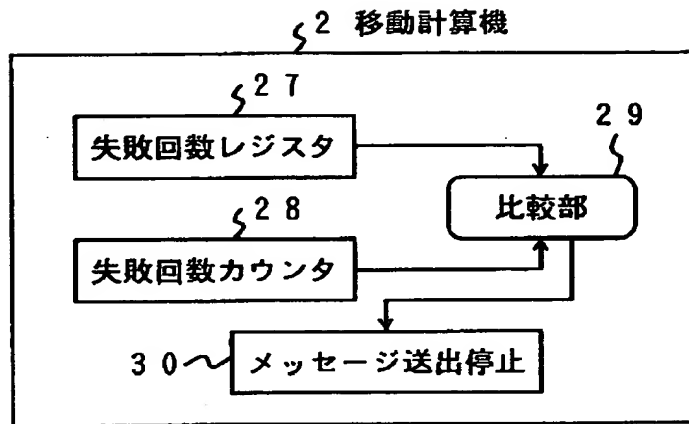 2 移動計算機
27
失敗回数レジスタ
29
比較部
28
失敗回数カウンタ
30
メッセージ送出停止